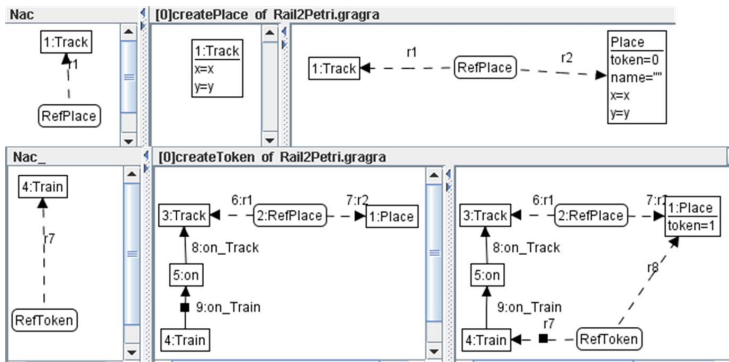 Nac
[0]createPlace of Rail2Petri.gragra
1:Track
r1
RefPlace
1:Track
x=x
y=y
1:Track
r1
RefPlace
r2
Place
token=0
name=""
x=x
y=y
Nac_
[0]createToken of Rail2Petri.gragra
4:Train
r7
RefToken
3:Track
6:r1
2:RefPlace
7:r2
1:Place
8:on_Track
5:on
9:on_Train
4:Train
3:Track
6:r1
2:RefPlace
7:r2
1:Place
token=1
8:on_Track
5:on
r8
9:on_Train
r7
4:Train
RefToken